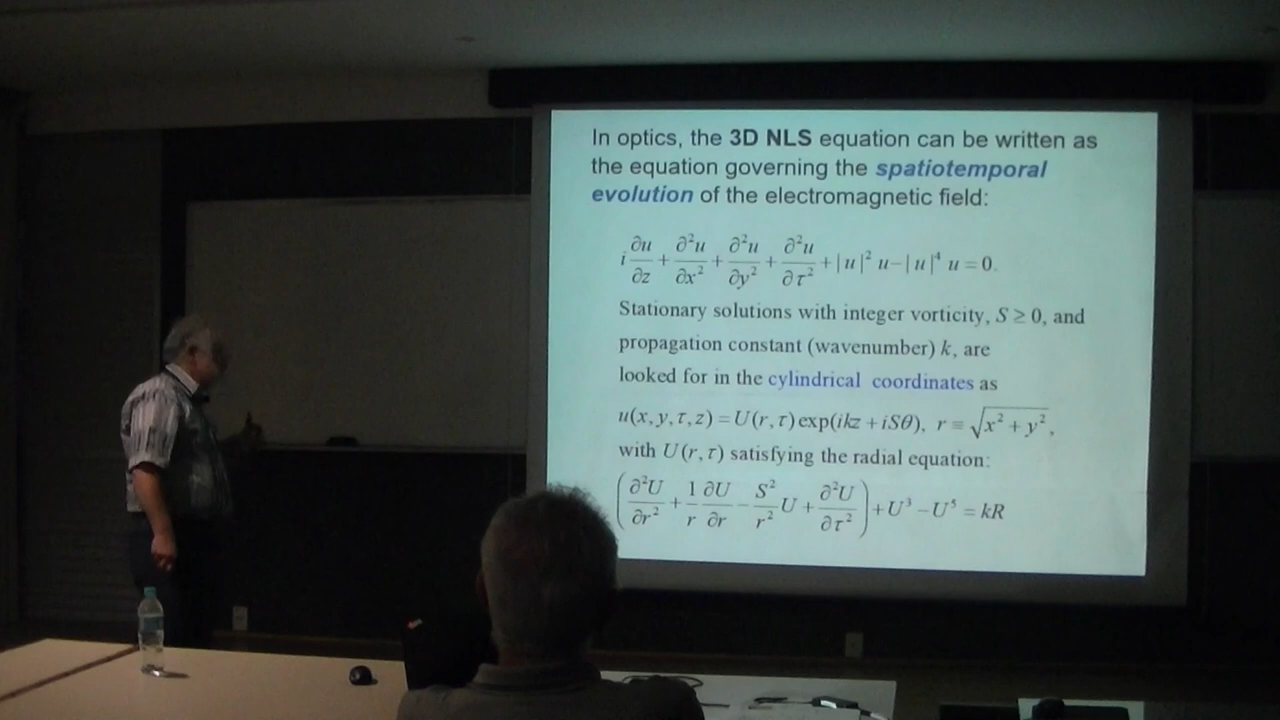 In optics, the 3D NLS equation can be written as
the equation governing the spatiotemporal
evolution of the electromagnetic field:
i ∂u/∂z + ∂²u/∂x² + ∂²u/∂y² + ∂²u/∂τ² + |u|² u − |u|⁴ u = 0.
Stationary solutions with integer vorticity, S ≥ 0, and
propagation constant (wavenumber) k, are
looked for in the cylindrical coordinates as
u(x, y, τ, z) = U(r, τ) exp(ikz + iSθ), r ≡ √(x² + y²),
with U(r, τ) satisfying the radial equation:
(∂²U/∂r² + 1/r ∂U/∂r − S²/r² U + ∂²U/∂τ²) + U³ − U⁵ = kR